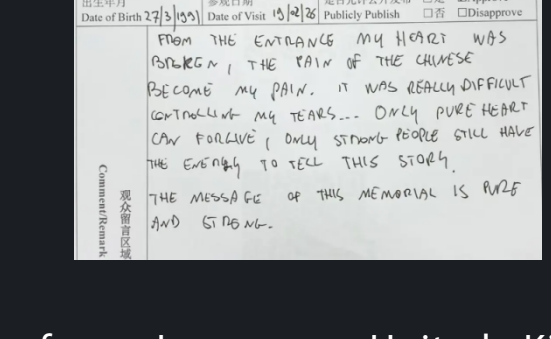 Date of Birth 27/3/1991 Date of Visit 19/02/26 Publicly Publish □否 □Disapprove
FROM THE ENTRANCE MY HEART WAS
BROKEN, THE PAIN OF THE CHINESE
BECOME MY PAIN. IT WAS REALLY DIFFICULT
CONTROLLING MY TEARS... ONLY PURE HEART
CAN FORGIVE, ONLY STRONG PEOPLE STILL HAVE
THE ENERGY TO TELL THIS STORY.
THE MESSAGE OF THIS MEMORIAL IS PURE
AND STRONG.
观众留言区域
Comment/Remark